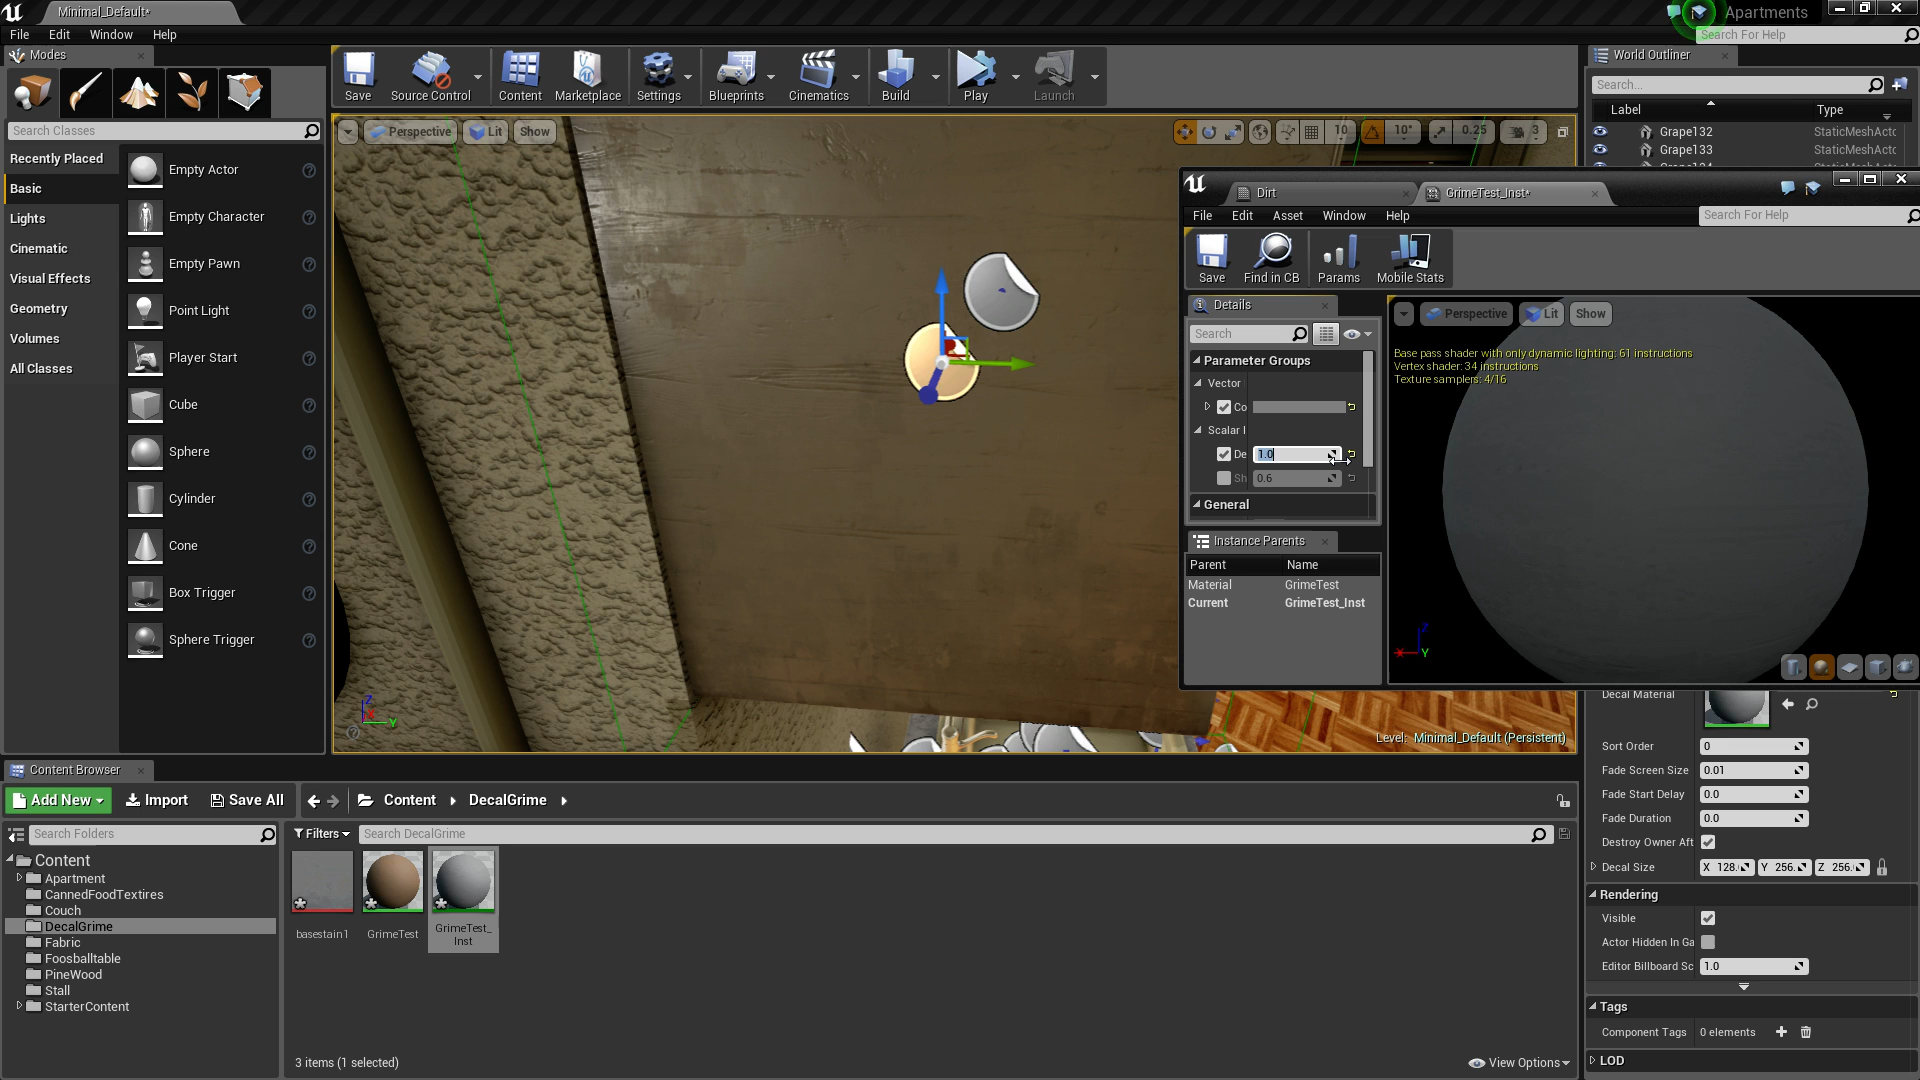 Minimal_Default*
Apartments
File Edit Window Help
Search For Help
Modes
Save
Source Control
Content
Marketplace
Settings
Blueprints
Cinematics
Build
Play
Launch
World Outliner
Search...
Label
Type
Grape132
StaticMeshActc
Grape133
StaticMeshActc
Search Classes
Recently Placed
Basic
Lights
Cinematic
Visual Effects
Geometry
Volumes
All Classes
Empty Actor
Empty Character
Empty Pawn
Point Light
Player Start
Cube
Sphere
Cylinder
Cone
Box Trigger
Sphere Trigger
Perspective
Lit
Show
10
10°
0.25
3
Level: Minimal_Default (Persistent)
Dirt
GrimeTest_Inst*
File Edit Asset Window Help
Search For Help
Save
Find in CB
Params
Mobile Stats
Details
Search
Parameter Groups
Vector
Co
Scalar I
De
1.0
Sh
0.6
General
Instance Parents
Parent
Name
Material
GrimeTest
Current
GrimeTest_Inst
Perspective
Lit
Show
Base pass shader with only dynamic lighting: 61 instructions
Vertex shader: 34 instructions
Texture samplers: 4/16
Decal Material
Sort Order
0
Fade Screen Size
0.01
Fade Start Delay
0.0
Fade Duration
0.0
Destroy Owner Aft
Decal Size
X 128.
Y 256.
Z 256.
Rendering
Visible
Actor Hidden In Ga
Editor Billboard Sc
1.0
Tags
Component Tags
0 elements
LOD
Content Browser
Add New
Import
Save All
Content
DecalGrime
Search Folders
Filters
Search DecalGrime
Content
Apartment
CannedFoodTextires
Couch
DecalGrime
Fabric
Foosballtable
PineWood
Stall
StarterContent
basestain1
GrimeTest
GrimeTest_
Inst
3 items (1 selected)
View Options